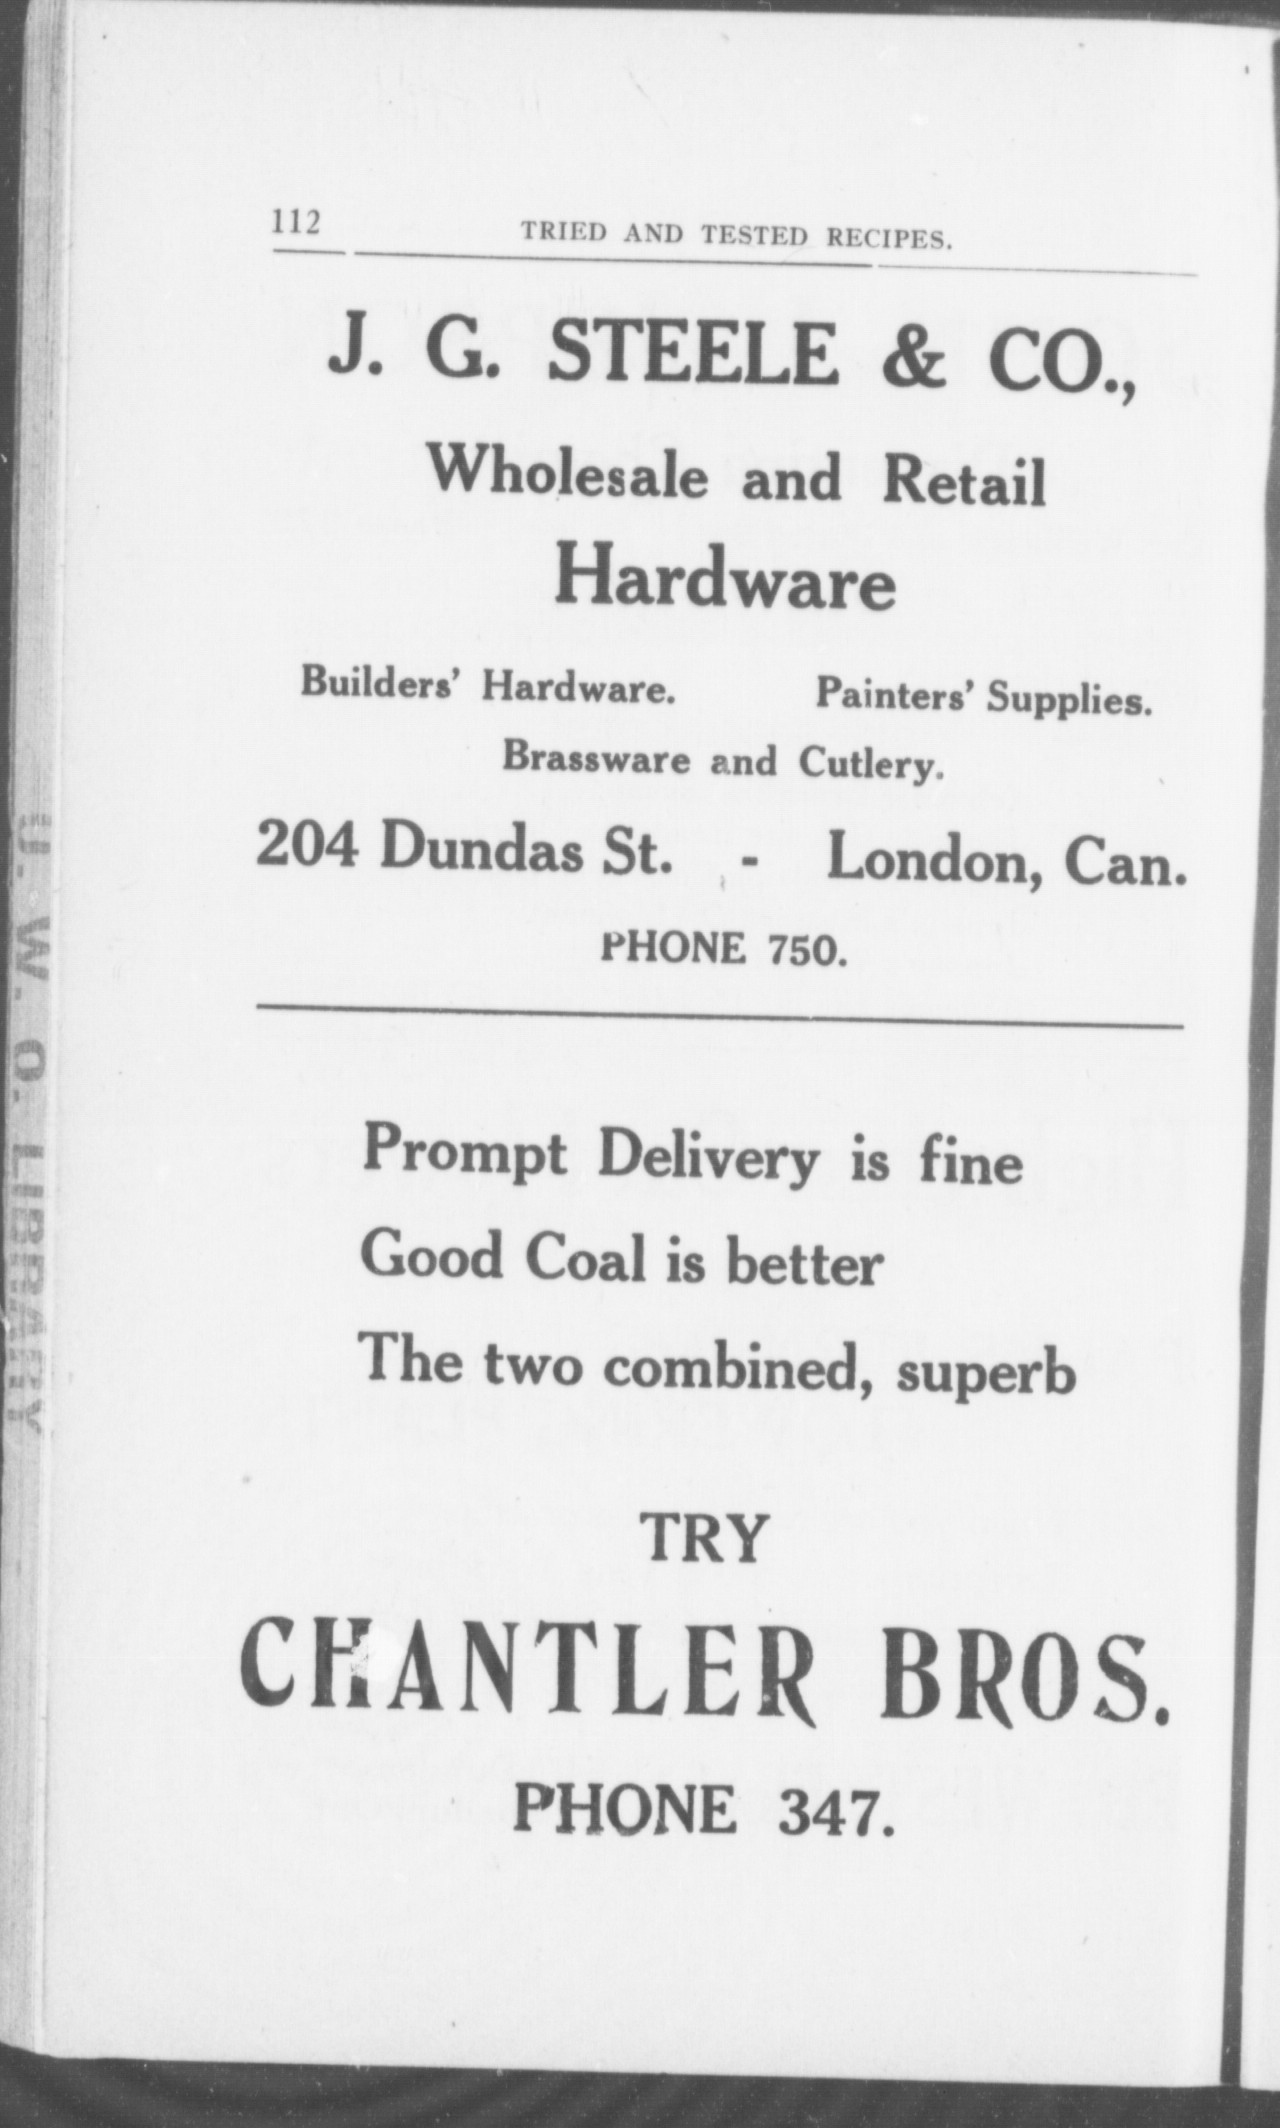 112
TRIED AND TESTED RECIPES.
J. G. STEELE & CO.,
Wholesale and Retail
Hardware
Builders' Hardware. Painters' Supplies.
Brassware and Cutlery.
204 Dundas St. - London, Can.
PHONE 750.
Prompt Delivery is fine
Good Coal is better
The two combined, superb
TRY
CHANTLER BROS.
PHONE 347.
U. W. O. LIBRARY